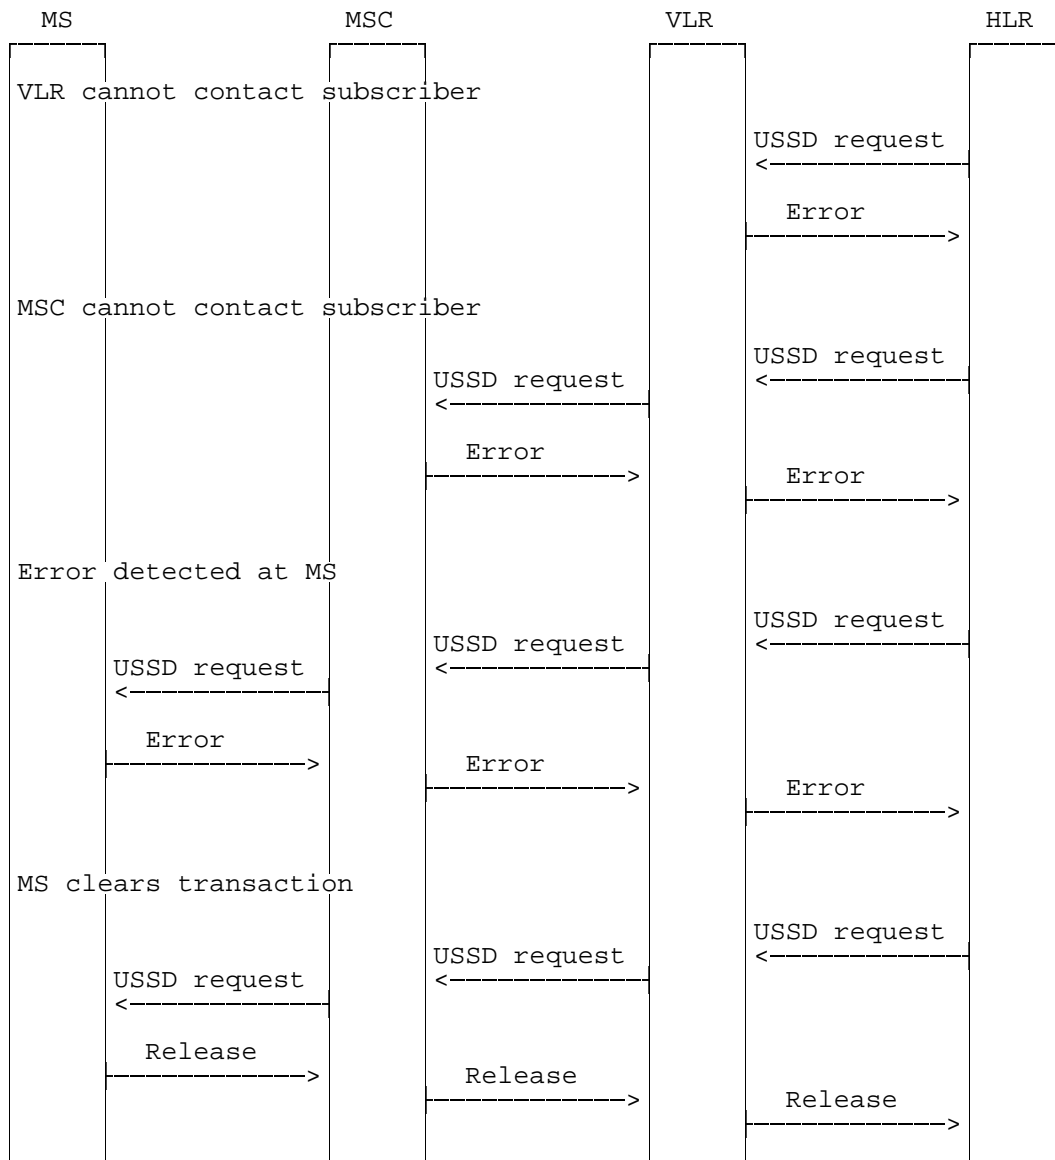 MS MSC VLR HLR
VLR cannot contact subscriber
USSD request
Error
MSC cannot contact subscriber
USSD request
USSD request
Error
Error
Error detected at MS
USSD request
USSD request
USSD request
Error
Error
Error
MS clears transaction
USSD request
USSD request
USSD request
Release
Release
Release